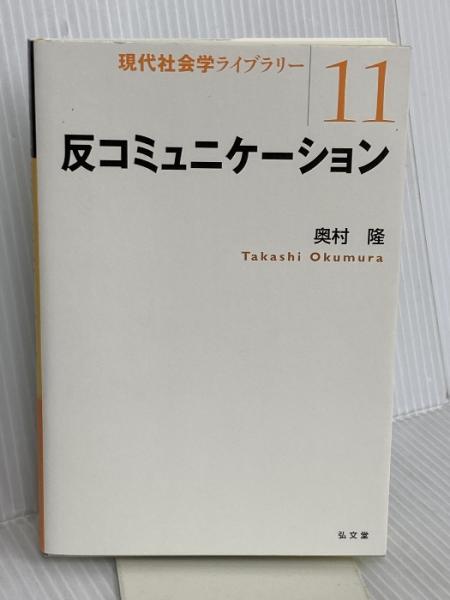 現代社会学ライブラリー 11
反コミュニケーション
奥村 隆
Takashi Okumura
弘文堂